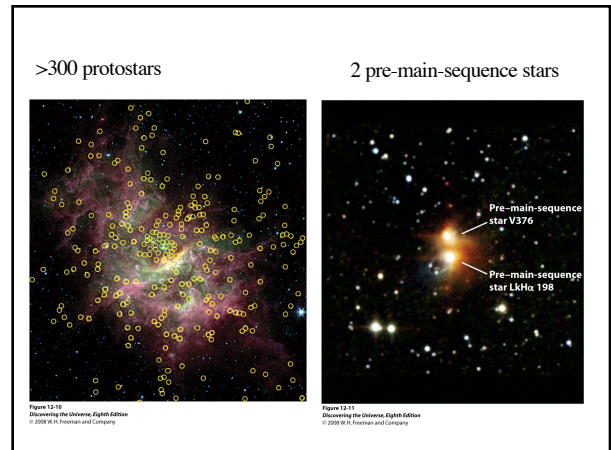 >300 protostars
2 pre-main-sequence stars
Pre–main-sequence
star V376
Pre–main-sequence
star LkHα 198
Figure 12-10
Discovering the Universe, Eighth Edition
© 2008 W. H. Freeman and Company
Figure 12-11
Discovering the Universe, Eighth Edition
© 2008 W. H. Freeman and Company